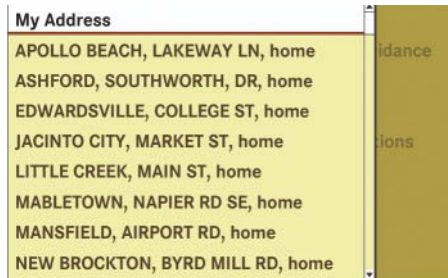 My Address
APOLLO BEACH, LAKEWAY LN, home
idance
ASHFORD, SOUTHWORTH, DR, home
EDWARDSVILLE, COLLEGE ST, home
JACINTO CITY, MARKET ST, home
ions
LITTLE CREEK, MAIN ST, home
MABLETOWN, NAPIER RD SE, home
MANSFIELD, AIRPORT RD, home
NEW BROCKTON, BYRD MILL RD, home